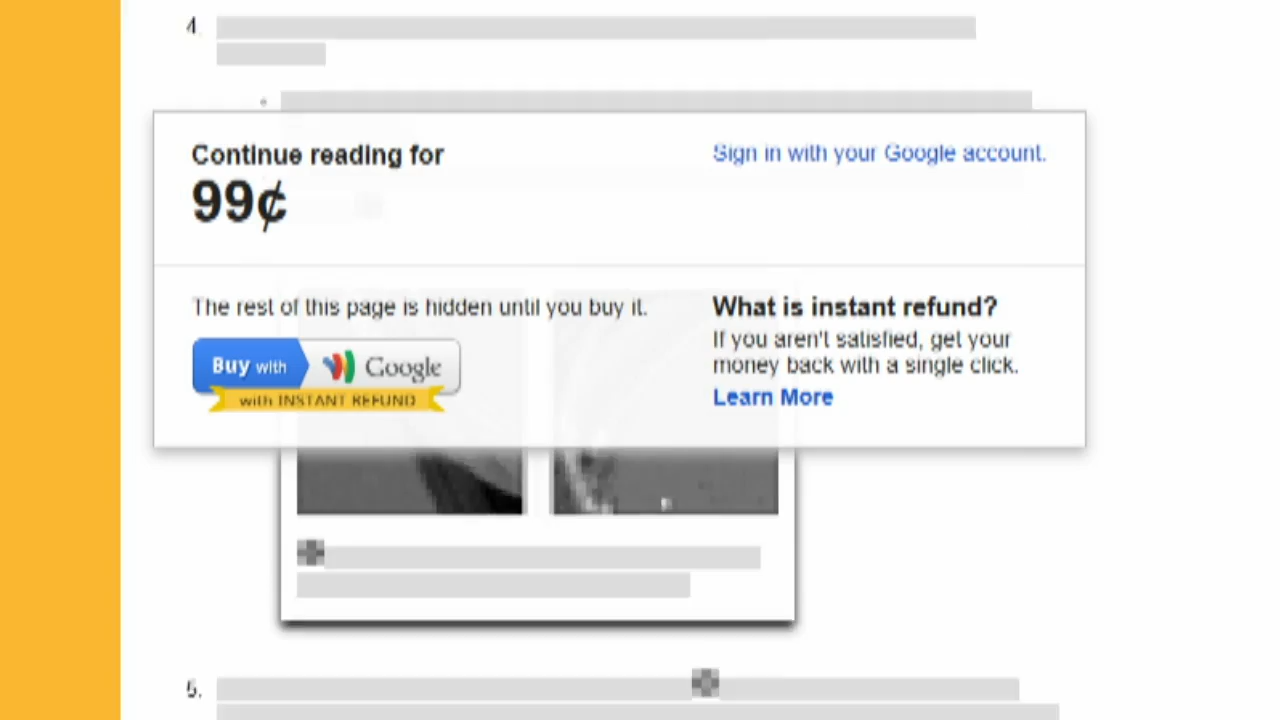 4.
Continue reading for
99¢
Sign in with your Google account.
The rest of this page is hidden until you buy it.
Buy with Google
with INSTANT REFUND
What is instant refund?
If you aren't satisfied, get your
money back with a single click.
Learn More
5.